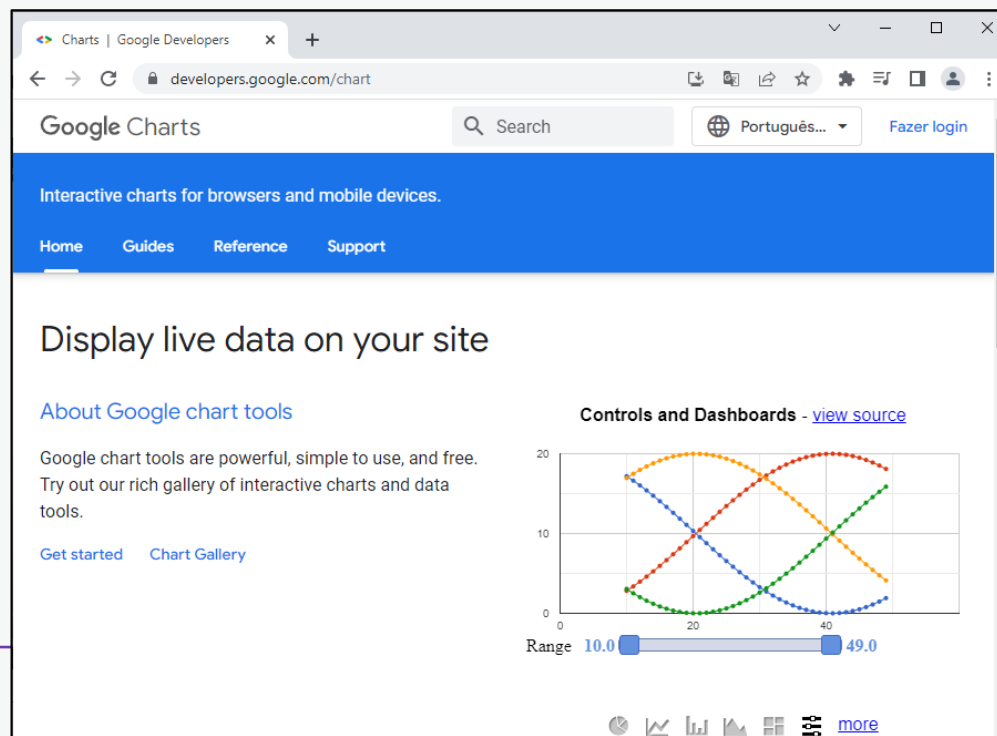 Charts | Google Developers
developers.google.com/chart
Google Charts
Search
Português...
Fazer login
Interactive charts for browsers and mobile devices.
Home Guides Reference Support
Display live data on your site
About Google chart tools
Google chart tools are powerful, simple to use, and free.
Try out our rich gallery of interactive charts and data
tools.
Get started Chart Gallery
Controls and Dashboards - view source
20
10
0
0 20 40
Range 10.0 49.0
more